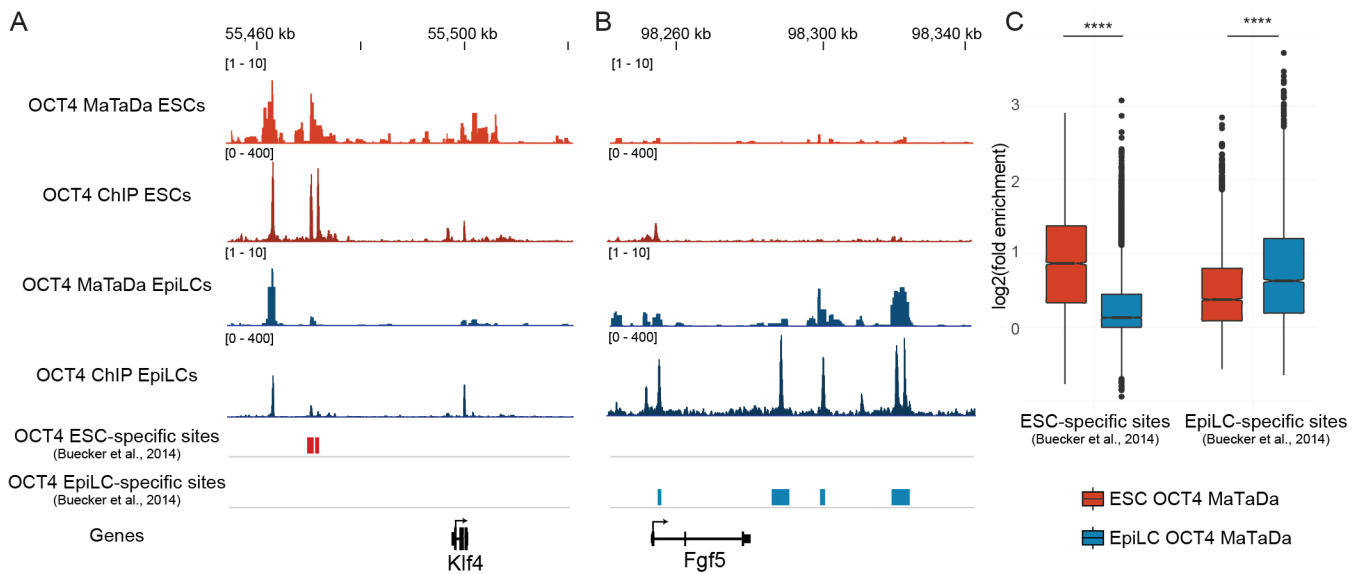 A
55,460 kb
55,500 kb
B
98,260 kb
98,300 kb
98,340 kb
C
****
****
[1 - 10]
[1 - 10]
OCT4 MaTaDa ESCs
[0 - 400]
[0 - 400]
OCT4 ChIP ESCs
[1 - 10]
[1 - 10]
OCT4 MaTaDa EpiLCs
[0 - 400]
[0 - 400]
OCT4 ChIP EpiLCs
OCT4 ESC-specific sites
(Buecker et al., 2014)
OCT4 EpiLC-specific sites
(Buecker et al., 2014)
Genes
Klf4
Fgf5
log2(fold enrichment)
3
2
1
0
ESC-specific sites
(Buecker et al., 2014)
EpiLC-specific sites
(Buecker et al., 2014)
ESC OCT4 MaTaDa
EpiLC OCT4 MaTaDa